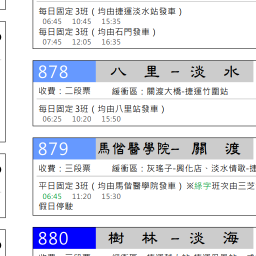 每日固定3班（均由捷運淡水站發車）
06:45 10:45 15:35
每日固定3班（均由石門發車）
07:45 12:05 16:35
878 八里－淡水
收費：二段票 緩衝區：關渡大橋-捷運竹圍站
每日固定3班（均由八里站發車）
06:25 10:20 15:50
879 馬偕醫學院－關渡
收費：三段票 緩衝區：灰瑤子-興化店、淡水情歌-捷
平日固定3班（均由馬偕醫學院發車）※綠字班次由三芝
06:45 11:20 15:30
假日停駛
880 樹林－淡海